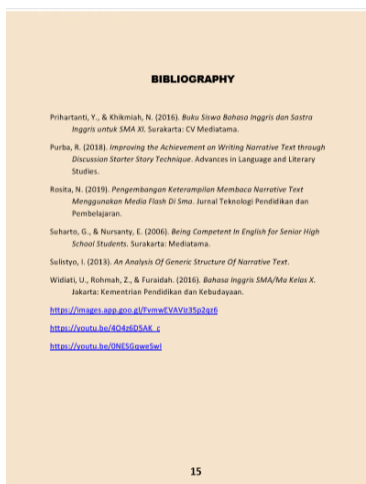 BIBLIOGRAPHY
Prihartanti, Y., & Khikmiah, N. (2016). Buku Siswa Bahasa Inggris dan Sastra
Inggris untuk SMA XI. Surakarta: CV Mediatama.
Purba, R. (2018). Improving the Achievement on Writing Narrative Text through
Discussion Starter Story Technique. Advances in Language and Literary
Studies.
Rosita, N. (2019). Pengembangan Keterampilan Membaca Narrative Text
Menggunakan Media Flash Di Sma. Jurnal Teknologi Pendidikan dan
Pembelajaran.
Suharto, G., & Nursanty, E. (2006). Being Competent In English for Senior High
School Students. Surakarta: Mediatama.
Sulistyo, I. (2013). An Analysis Of Generic Structure Of Narrative Text.
Widiati, U., Rohmah, Z., & Furaidah. (2016). Bahasa Inggris SMA/Ma Kelas X.
Jakarta: Kementrian Pendidikan dan Kebudayaan.
15